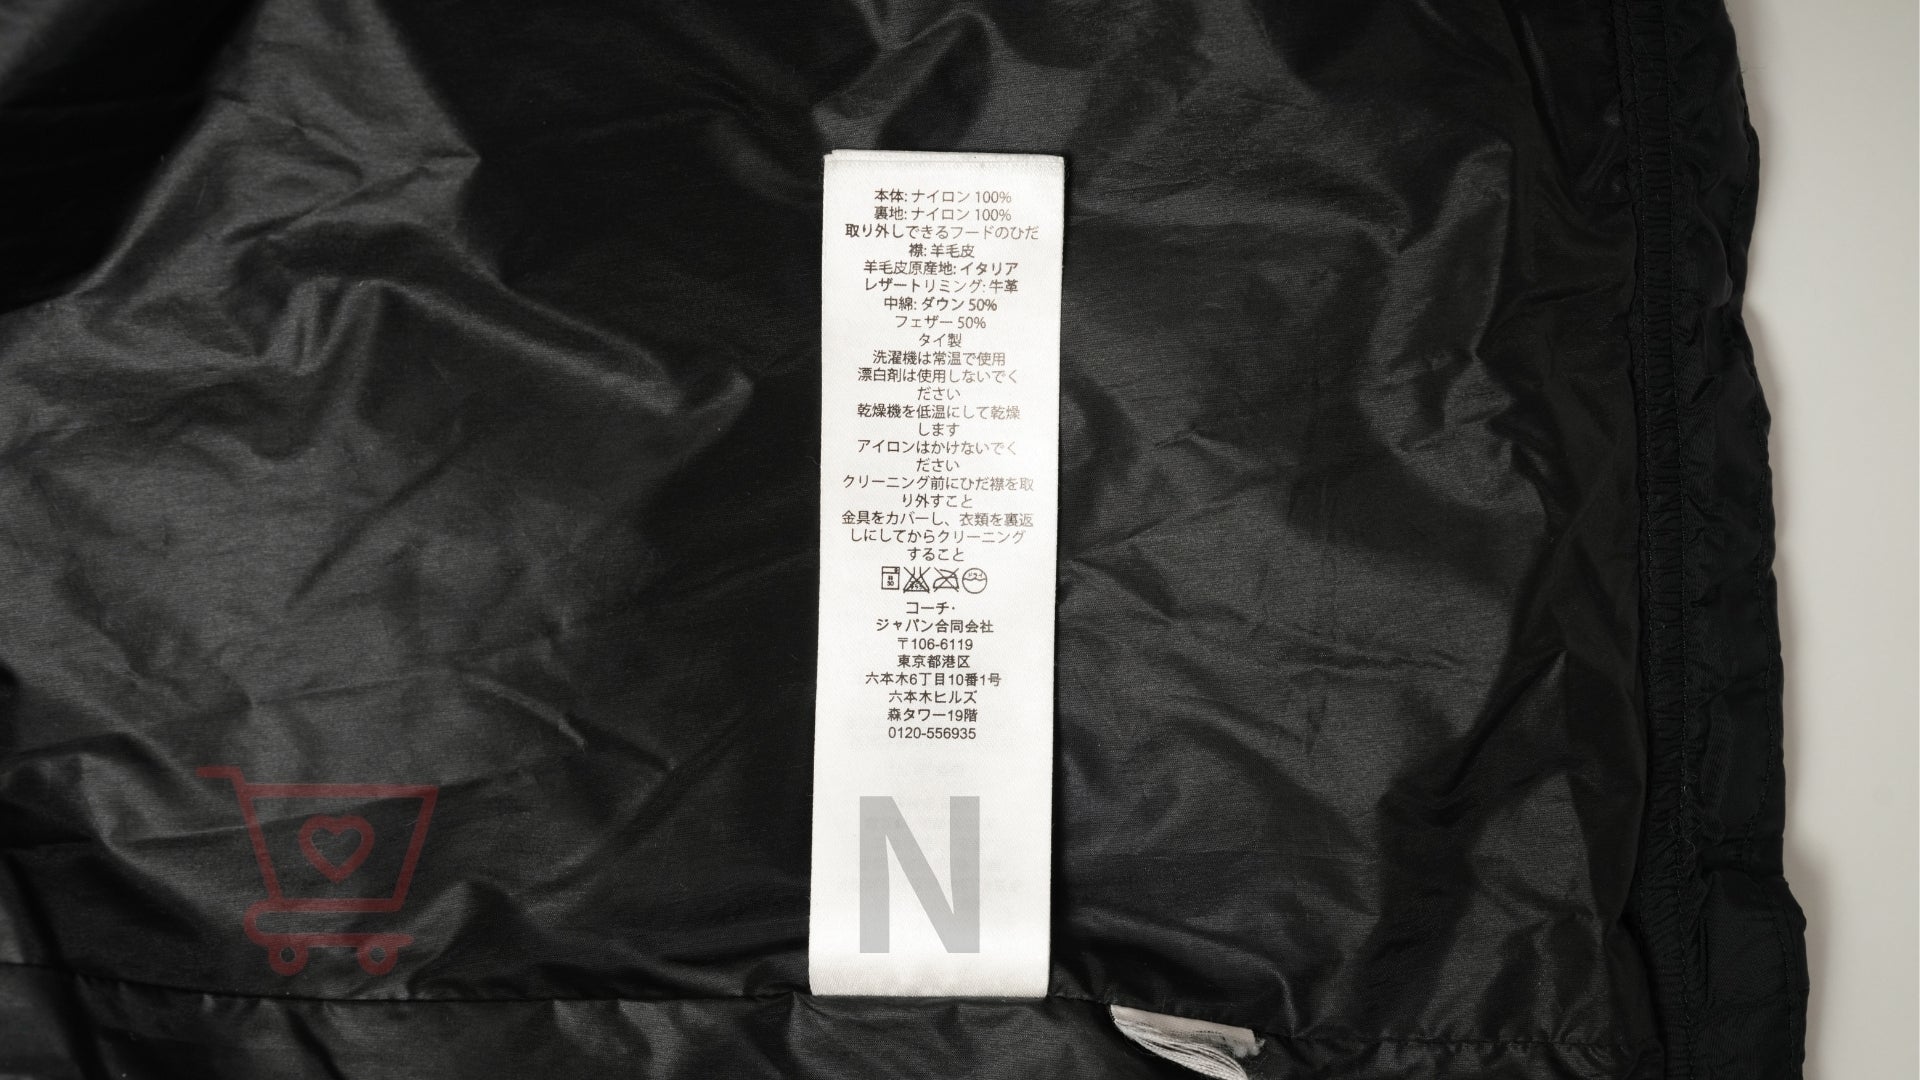 本体: ナイロン 100%
裏地: ナイロン 100%
取り外しできるフードのひだ
襟: 羊毛皮
羊毛皮原産地: イタリア
レザートリミング: 牛革
中綿: ダウン 50%
フェザー 50%
タイ製
洗濯機は常温で使用
漂白剤は使用しないでく
ださい
乾燥機を低温にして乾燥
します
アイロンはかけないでく
ださい
クリーニング前にひだ襟を取
り外すこと
金具をカバーし、衣類を裏返
しにしてからクリーニング
すること
コーチ・
ジャパン合同会社
〒106-6119
東京都港区
六本木6丁目10番1号
六本木ヒルズ
森タワー19階
0120-556935
N